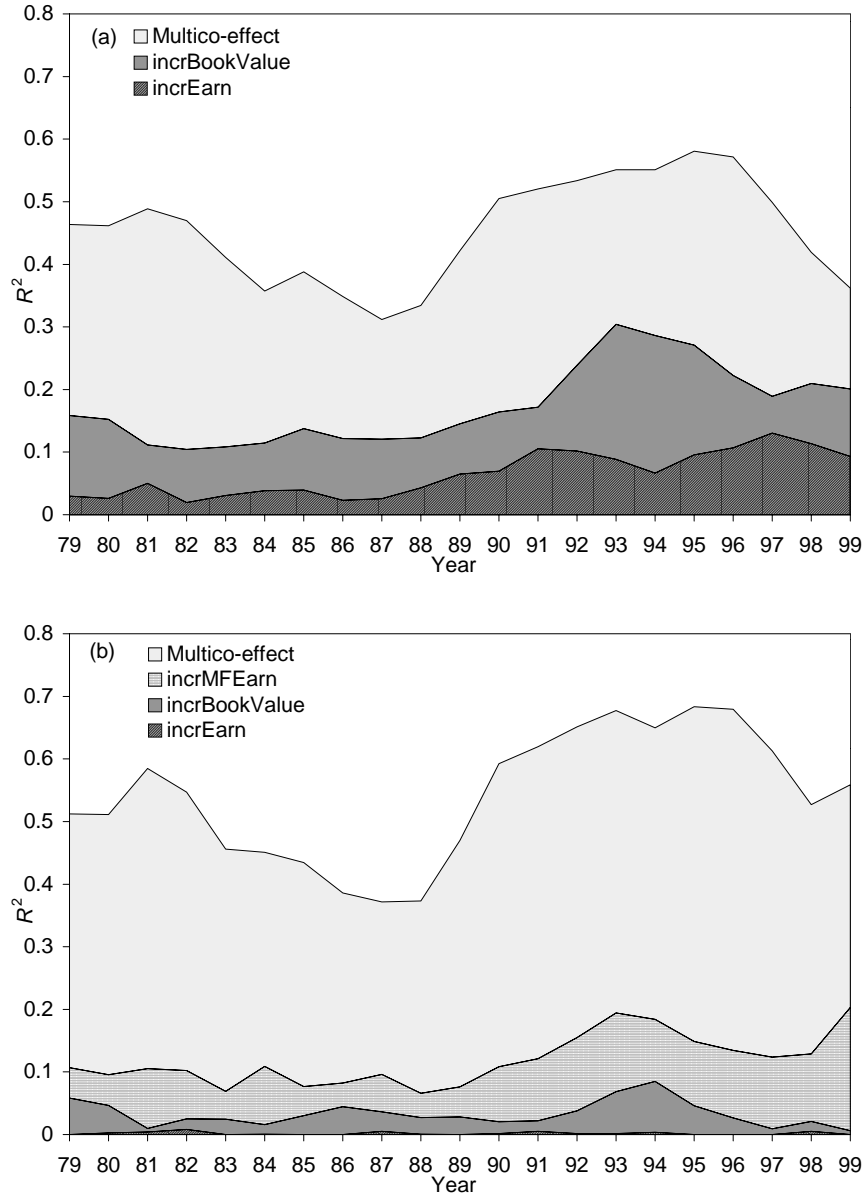 0.8
(a)
Multico-effect
incrBookValue
incrEarn
0.7
0.6
0.5
0.4
0.3
0.2
0.1
0
R²
79 80 81 82 83 84 85 86 87 88 89 90 91 92 93 94 95 96 97 98 99
Year
0.8
(b)
Multico-effect
incrMFEarn
incrBookValue
incrEarn
0.7
0.6
0.5
0.4
0.3
0.2
0.1
0
R²
79 80 81 82 83 84 85 86 87 88 89 90 91 92 93 94 95 96 97 98 99
Year